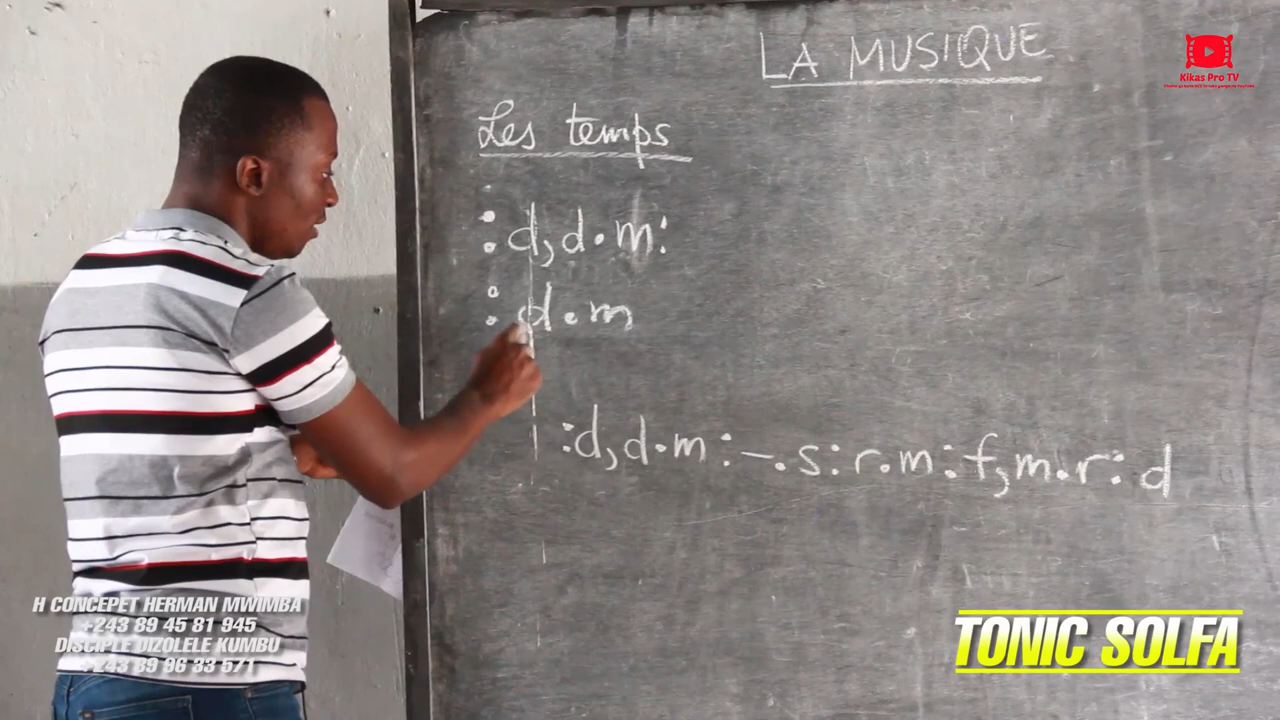 LA MUSIQUE
Kikas Pro TV
Les temps
:d,d.m:
:d.m
:d,d.m:-.s:r.m:f,m.r:d
H CONCEPET HERMAN MWIMBA
+243 89 45 81 945
DISCIPLE DIZOLELE KUMBU
+243 89 96 33 571
TONIC SOLFA